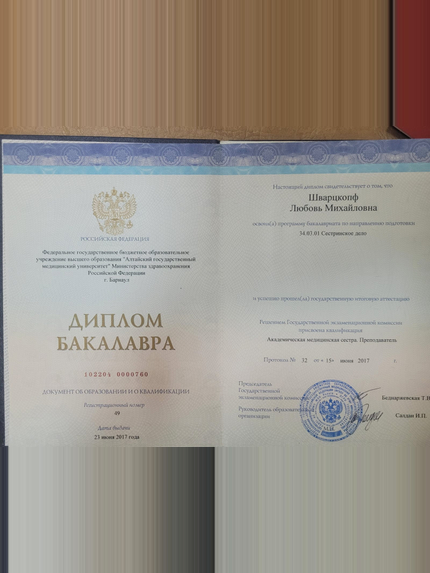 РОССИЙСКАЯ ФЕДЕРАЦИЯ
Федеральное государственное бюджетное образовательное
учреждение высшего образования "Алтайский государственный
медицинский университет" Министерства здравоохранения
Российской Федерации
г. Барнаул
ДИПЛОМ
БАКАЛАВРА
102204 0000760
ДОКУМЕНТ ОБ ОБРАЗОВАНИИ И О КВАЛИФИКАЦИИ
Регистрационный номер
49
Дата выдачи
23 июня 2017 года
Настоящий диплом свидетельствует о том, что
Шварцкопф
Любовь Михайловна
освоил(а) программу бакалавриата по направлению подготовки
34.03.01 Сестринское дело
и успешно прошел(а) государственную итоговую аттестацию
Решением Государственной экзаменационной комиссии
присвоена квалификация
Академическая медицинская сестра. Преподаватель
Протокол № 12 от « 15 » июня 2017 г.
Председатель
Государственной
экзаменационной комиссии Беднаржевская Т.В
Руководитель образовательной
организации Салдан И.П.
М.П.